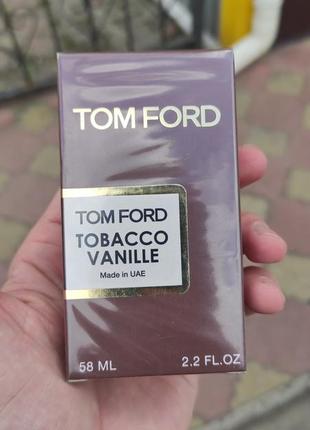 TOM FORD
TOM FORD
TOBACCO
VANILLE
Made in UAE
58 ML 2.2 FL.OZ